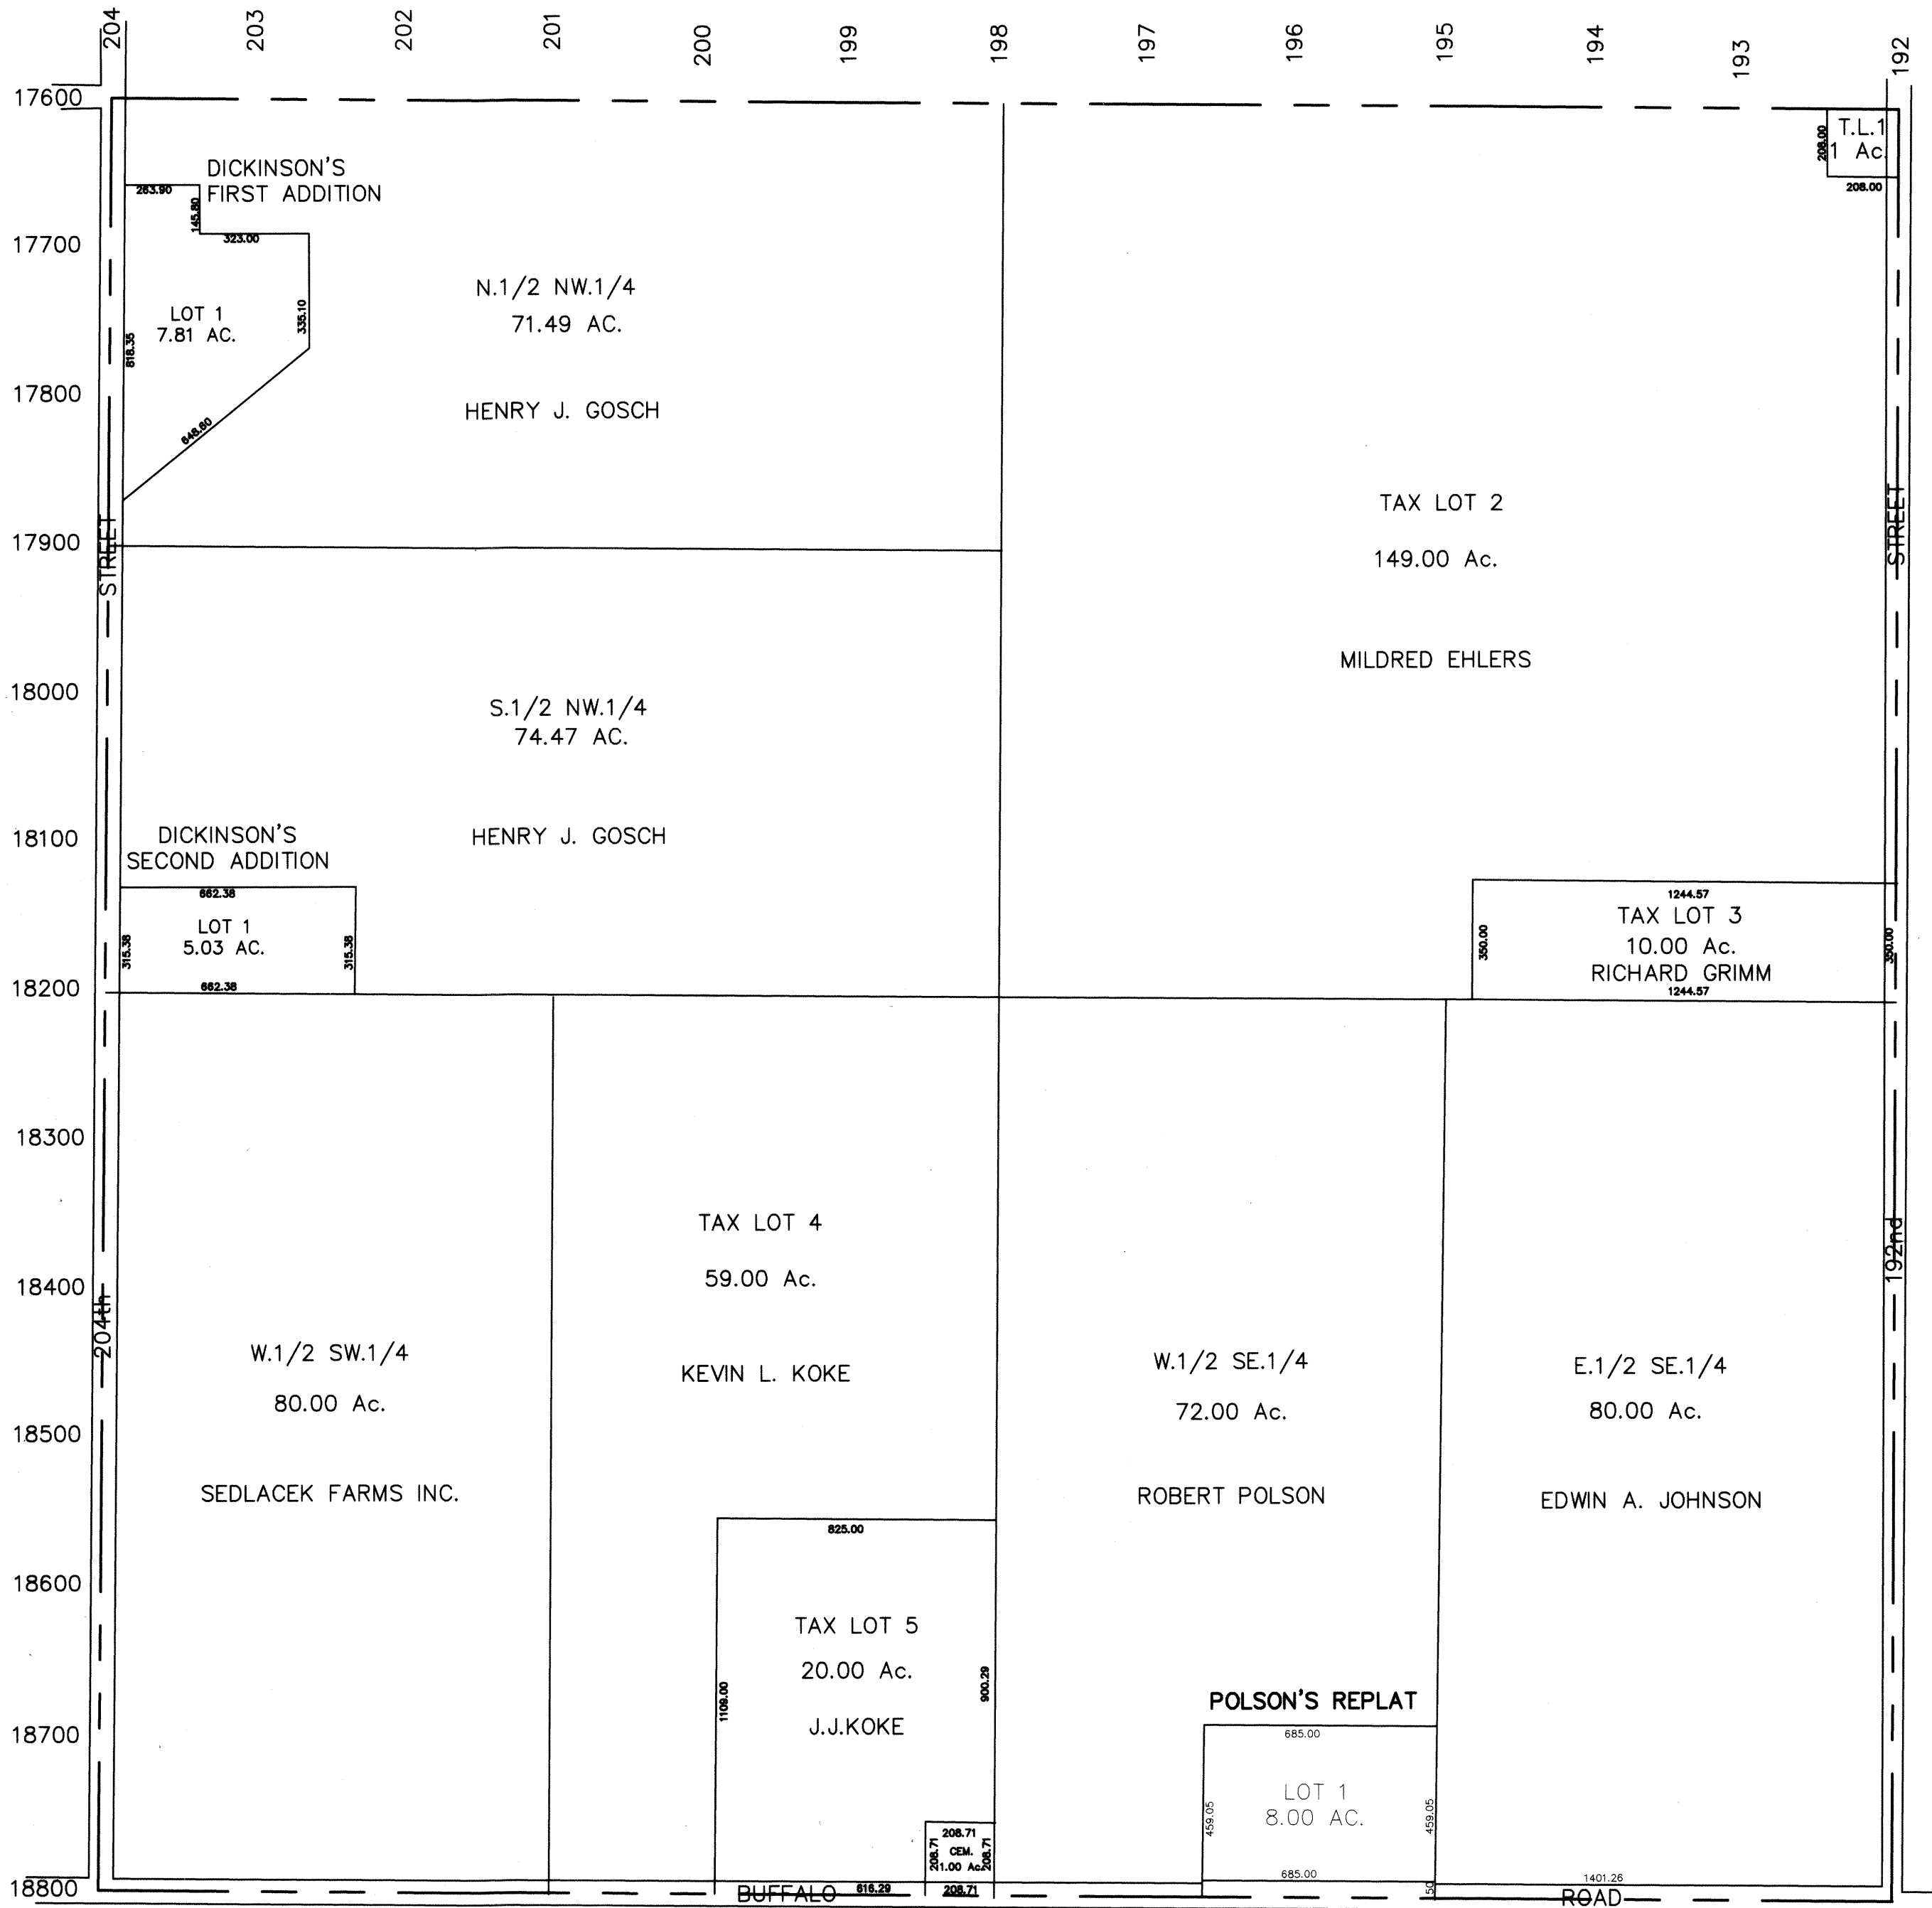 204
203
202
201
200
199
198
197
196
195
194
193
192
17600
17700
17800
17900
18000
18100
18200
18300
18400
18500
18600
18700
18800
DICKINSON'S
FIRST ADDITION
263.90
145.80
323.00
335.10
818.35
LOT 1
7.81 AC.
N.1/2 NW.1/4
71.49 AC.
HENRY J. GOSCH
T.L.1
1 Ac.
208.00
208.00
TAX LOT 2
149.00 Ac.
MILDRED EHLERS
STREET
STREET
S.1/2 NW.1/4
74.47 AC.
HENRY J. GOSCH
DICKINSON'S
SECOND ADDITION
662.38
LOT 1
5.03 AC.
315.38
315.38
662.38
1244.57
TAX LOT 3
10.00 Ac.
RICHARD GRIMM
1244.57
350.00
350.00
204th
192nd
W.1/2 SW.1/4
80.00 Ac.
SEDLACEK FARMS INC.
TAX LOT 4
59.00 Ac.
KEVIN L. KOKE
W.1/2 SE.1/4
72.00 Ac.
ROBERT POLSON
E.1/2 SE.1/4
80.00 Ac.
EDWIN A. JOHNSON
825.00
TAX LOT 5
20.00 Ac.
J.J.KOKE
1109.00
900.29
208.71
208.71
208.71
CEM.
1.00 Ac.
616.29
208.71
POLSON'S REPLAT
685.00
LOT 1
8.00 AC.
459.05
459.05
685.00
50
1401.26
BUFFALO
ROAD